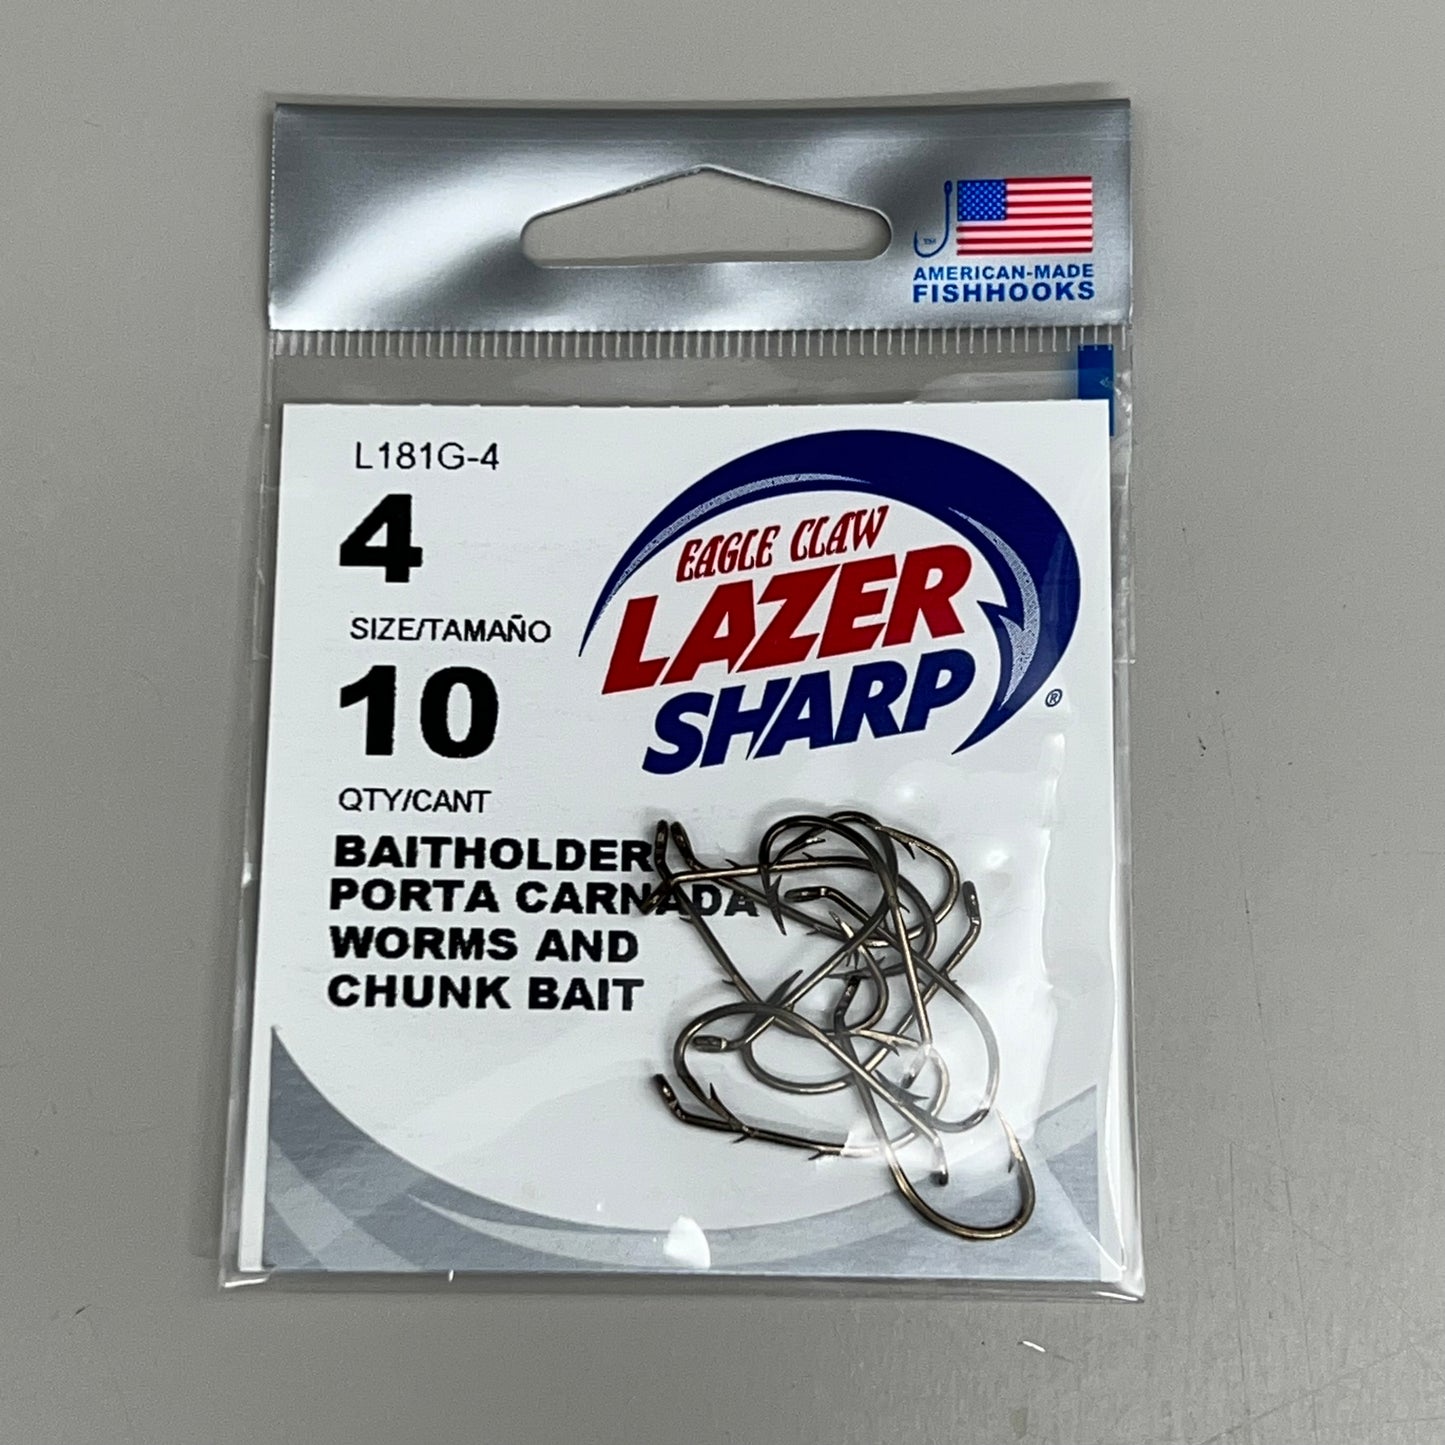 AMERICAN-MADE
FISHHOOKS
L181G-4
4
SIZE/TAMAÑO
10
QTY/CANT
EAGLE CLAW
LAZER
SHARP
®
BAITHOLDER
PORTA CARNADA
WORMS AND
CHUNK BAIT